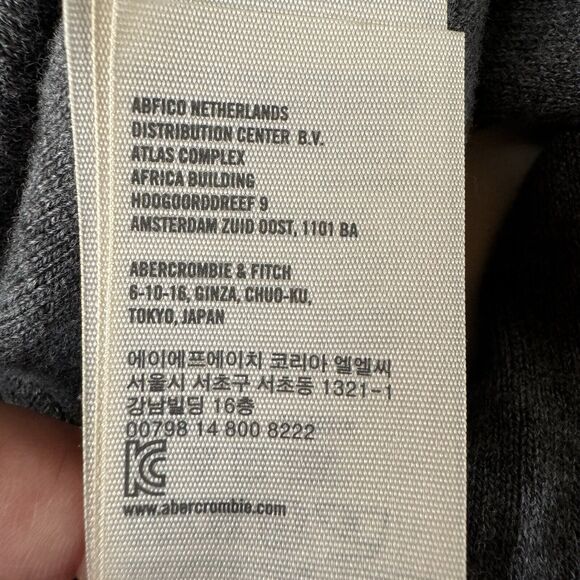 ABFICO NETHERLANDS
DISTRIBUTION CENTER B.V.
ATLAS COMPLEX
AFRICA BUILDING
HOOGOORDDREEF 9
AMSTERDAM ZUID OOST, 1101 BA
ABERCROMBIE & FITCH
6-10-16, GINZA, CHUO-KU,
TOKYO, JAPAN
에이에프에이치 코리아 엘엘씨
서울시 서초구 서초동 1321-1
강남빌딩 16층
00798 14 800 8222
KC
www.abercrombie.com